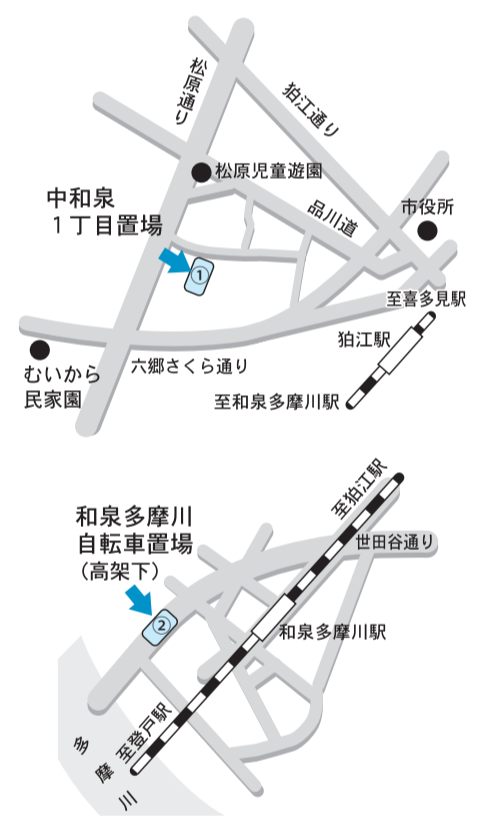 松原通り
狛江通り
松原児童遊園
中和泉
１丁目置場
品川道
市役所
①
至喜多見駅
狛江駅
六郷さくら通り
むいから
民家園
至和泉多摩川駅
至狛江駅
和泉多摩川
自転車置場
（高架下）
世田谷通り
②
和泉多摩川駅
至登戸駅
多摩川